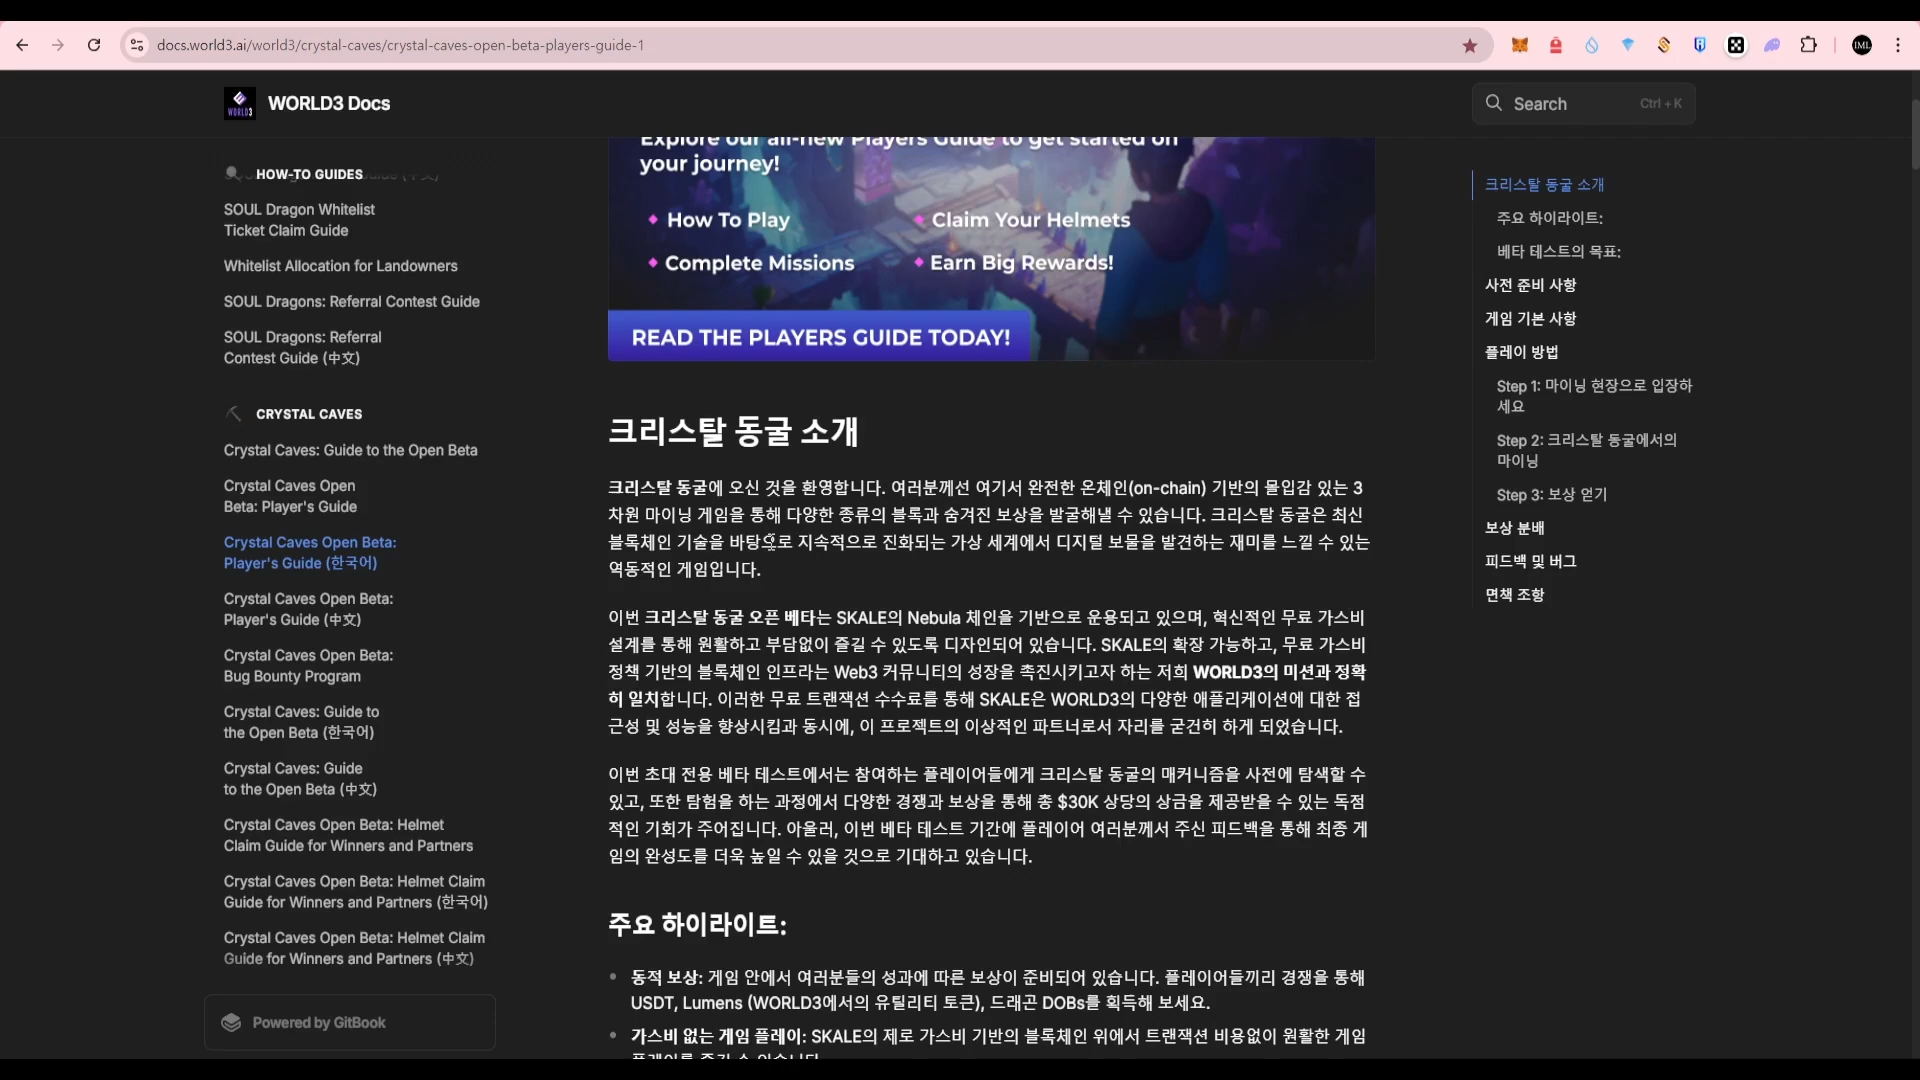 docs.world3.ai/world3/crystal-caves/crystal-caves-open-beta-players-guide-1
IML
WORLD3
WORLD3 Docs
Search
Ctrl + K
HOW-TO GUIDES
SOUL Dragon Whitelist
Ticket Claim Guide
Whitelist Allocation for Landowners
SOUL Dragons: Referral Contest Guide
SOUL Dragons: Referral
Contest Guide (中文)
CRYSTAL CAVES
Crystal Caves: Guide to the Open Beta
Crystal Caves Open
Beta: Player's Guide
Crystal Caves Open Beta:
Player's Guide (한국어)
Crystal Caves Open Beta:
Player's Guide (中文)
Crystal Caves Open Beta:
Bug Bounty Program
Crystal Caves: Guide to
the Open Beta (한국어)
Crystal Caves: Guide
to the Open Beta (中文)
Crystal Caves Open Beta: Helmet
Claim Guide for Winners and Partners
Crystal Caves Open Beta: Helmet Claim
Guide for Winners and Partners (한국어)
Crystal Caves Open Beta: Helmet Claim
Guide for Winners and Partners (中文)
Powered by GitBook
Explore our all-new Players Guide to get started on
your journey!
How To Play
Claim Your Helmets
Complete Missions
Earn Big Rewards!
READ THE PLAYERS GUIDE TODAY!
크리스탈 동굴 소개
크리스탈 동굴에 오신 것을 환영합니다. 여러분께선 여기서 완전한 온체인(on-chain) 기반의 몰입감 있는 3
차원 마이닝 게임을 통해 다양한 종류의 블록과 숨겨진 보상을 발굴해낼 수 있습니다. 크리스탈 동굴은 최신
블록체인 기술을 바탕으로 지속적으로 진화되는 가상 세계에서 디지털 보물을 발견하는 재미를 느낄 수 있는
역동적인 게임입니다.
이번 크리스탈 동굴 오픈 베타는 SKALE의 Nebula 체인을 기반으로 운용되고 있으며, 혁신적인 무료 가스비
설계를 통해 원활하고 부담없이 즐길 수 있도록 디자인되어 있습니다. SKALE의 확장 가능하고, 무료 가스비
정책 기반의 블록체인 인프라는 Web3 커뮤니티의 성장을 촉진시키고자 하는 저희 WORLD3의 미션과 정확
히 일치합니다. 이러한 무료 트랜잭션 수수료를 통해 SKALE은 WORLD3의 다양한 애플리케이션에 대한 접
근성 및 성능을 향상시킴과 동시에, 이 프로젝트의 이상적인 파트너로서 자리를 굳건히 하게 되었습니다.
이번 초대 전용 베타 테스트에서는 참여하는 플레이어들에게 크리스탈 동굴의 매커니즘을 사전에 탐색할 수
있고, 또한 탐험을 하는 과정에서 다양한 경쟁과 보상을 통해 총 $30K 상당의 상금을 제공받을 수 있는 독점
적인 기회가 주어집니다. 아울러, 이번 베타 테스트 기간에 플레이어 여러분께서 주신 피드백을 통해 최종 게
임의 완성도를 더욱 높일 수 있을 것으로 기대하고 있습니다.
주요 하이라이트:
동적 보상: 게임 안에서 여러분들의 성과에 따른 보상이 준비되어 있습니다. 플레이어들끼리 경쟁을 통해
USDT, Lumens (WORLD3에서의 유틸리티 토큰), 드래곤 DOBs를 획득해 보세요.
가스비 없는 게임 플레이: SKALE의 제로 가스비 기반의 블록체인 위에서 트랜잭션 비용없이 원활한 게임
크리스탈 동굴 소개
주요 하이라이트:
베타 테스트의 목표:
사전 준비 사항
게임 기본 사항
플레이 방법
Step 1: 마이닝 현장으로 입장하
세요
Step 2: 크리스탈 동굴에서의
마이닝
Step 3: 보상 얻기
보상 분배
피드백 및 버그
면책 조항